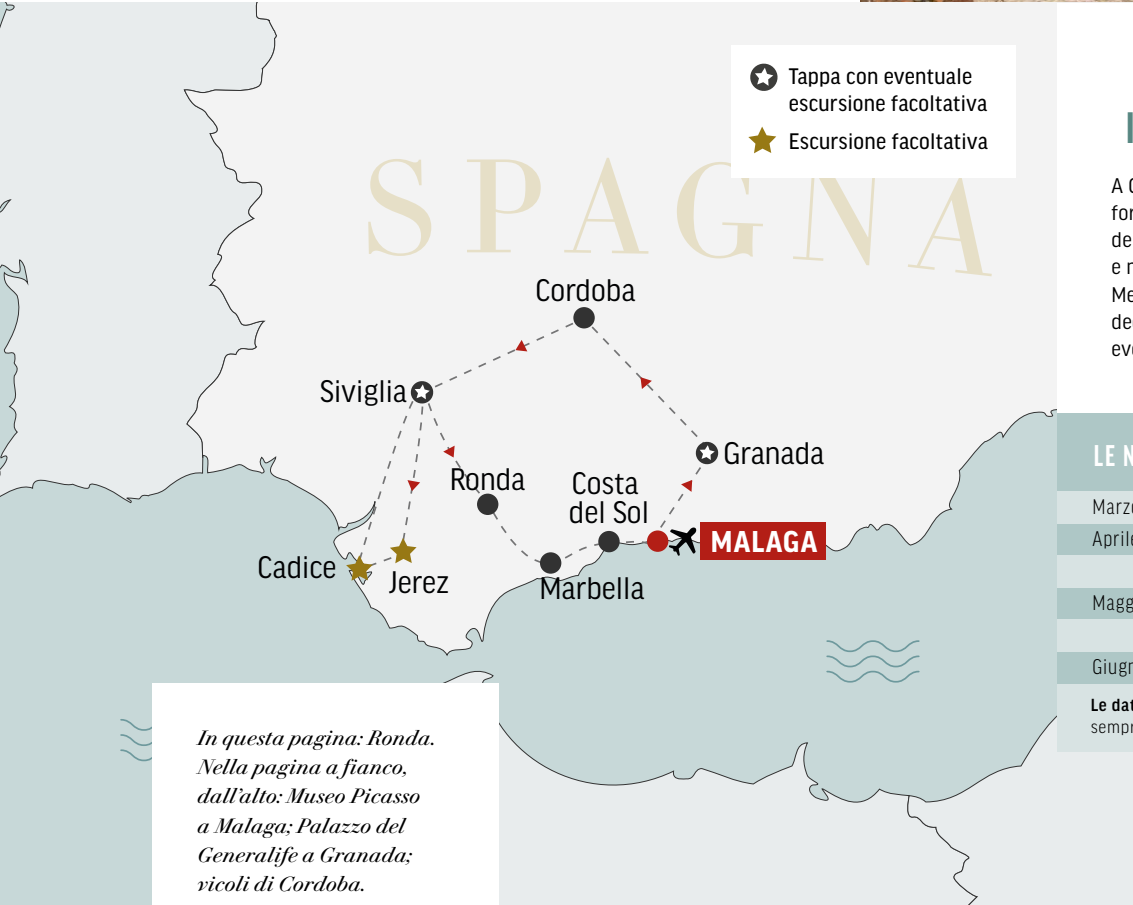 Tappa con eventuale
escursione facoltativa
Escursione facoltativa
SPAGNA
Cordoba
Siviglia
Granada
Ronda
Costa
del Sol
MALAGA
Cadice
Jerez
Marbella
In questa pagina: Ronda.
Nella pagina a fianco,
dall'alto: Museo Picasso
a Malaga; Palazzo del
Generalife a Granada;
vicoli di Cordoba.
A
e
LE